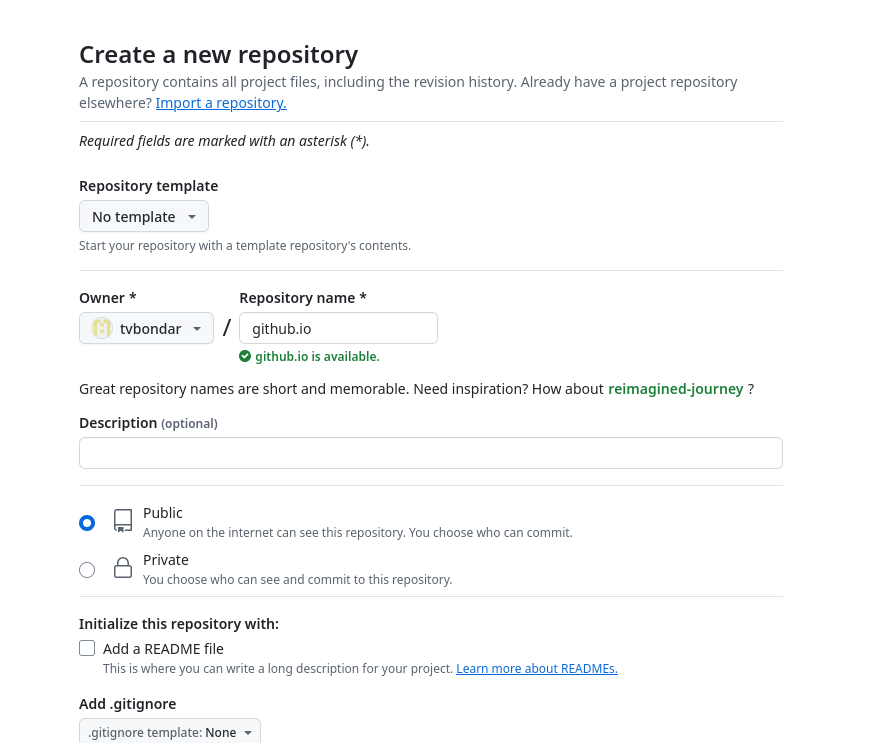 Create a new repository
A repository contains all project files, including the revision history. Already have a project repository
elsewhere? Import a repository.
Required fields are marked with an asterisk (*).
Repository template
No template
Start your repository with a template repository's contents.
Owner * Repository name *
tvbondar / github.io
github.io is available.
Great repository names are short and memorable. Need inspiration? How about reimagined-journey ?
Description (optional)
Public
Anyone on the internet can see this repository. You choose who can commit.
Private
You choose who can see and commit to this repository.
Initialize this repository with:
Add a README file
This is where you can write a long description for your project. Learn more about READMEs.
Add .gitignore
.gitignore template: None